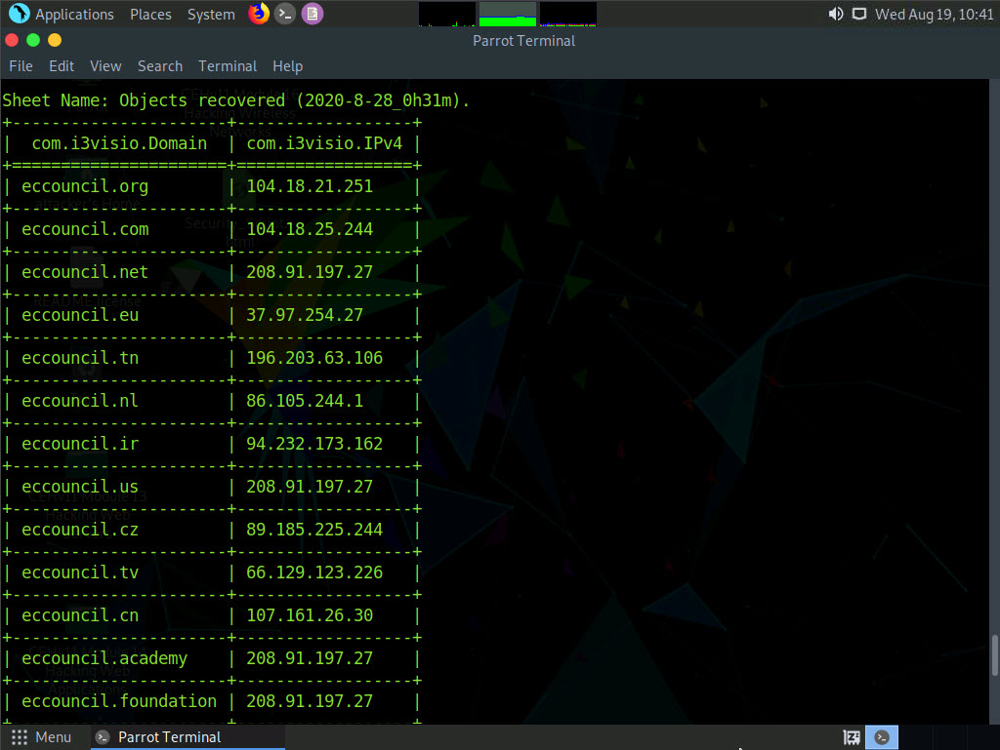 Applications Places System Wed Aug 19, 10:41
Parrot Terminal
File Edit View Search Terminal Help
Sheet Name: Objects recovered (2020-8-28_0h31m).
+----------------------+------------------+
| com.i3visio.Domain | com.i3visio.IPv4 |
+======================+==================+
| eccouncil.org | 104.18.21.251 |
+----------------------+------------------+
| eccouncil.com | 104.18.25.244 |
+----------------------+------------------+
| eccouncil.net | 208.91.197.27 |
+----------------------+------------------+
| eccouncil.eu | 37.97.254.27 |
+----------------------+------------------+
| eccouncil.tn | 196.203.63.106 |
+----------------------+------------------+
| eccouncil.nl | 86.105.244.1 |
+----------------------+------------------+
| eccouncil.ir | 94.232.173.162 |
+----------------------+------------------+
| eccouncil.us | 208.91.197.27 |
+----------------------+------------------+
| eccouncil.cz | 89.185.225.244 |
+----------------------+------------------+
| eccouncil.tv | 66.129.123.226 |
+----------------------+------------------+
| eccouncil.cn | 107.161.26.30 |
+----------------------+------------------+
| eccouncil.academy | 208.91.197.27 |
+----------------------+------------------+
| eccouncil.foundation | 208.91.197.27 |
+----------------------+------------------+
Menu Parrot Terminal